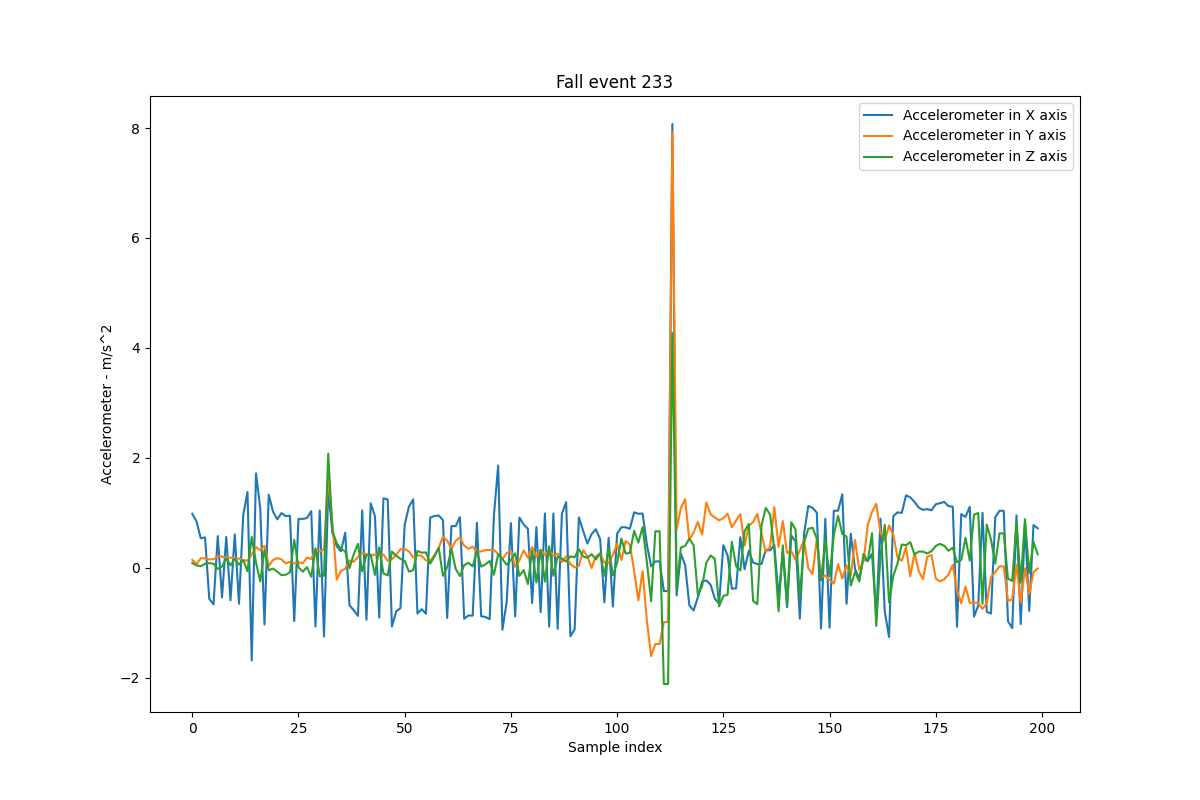 Fall event 233
Accelerometer in X axis
Accelerometer in Y axis
Accelerometer in Z axis
Accelerometer - m/s^2
8
6
4
2
0
−2
0 25 50 75 100 125 150 175 200
Sample index